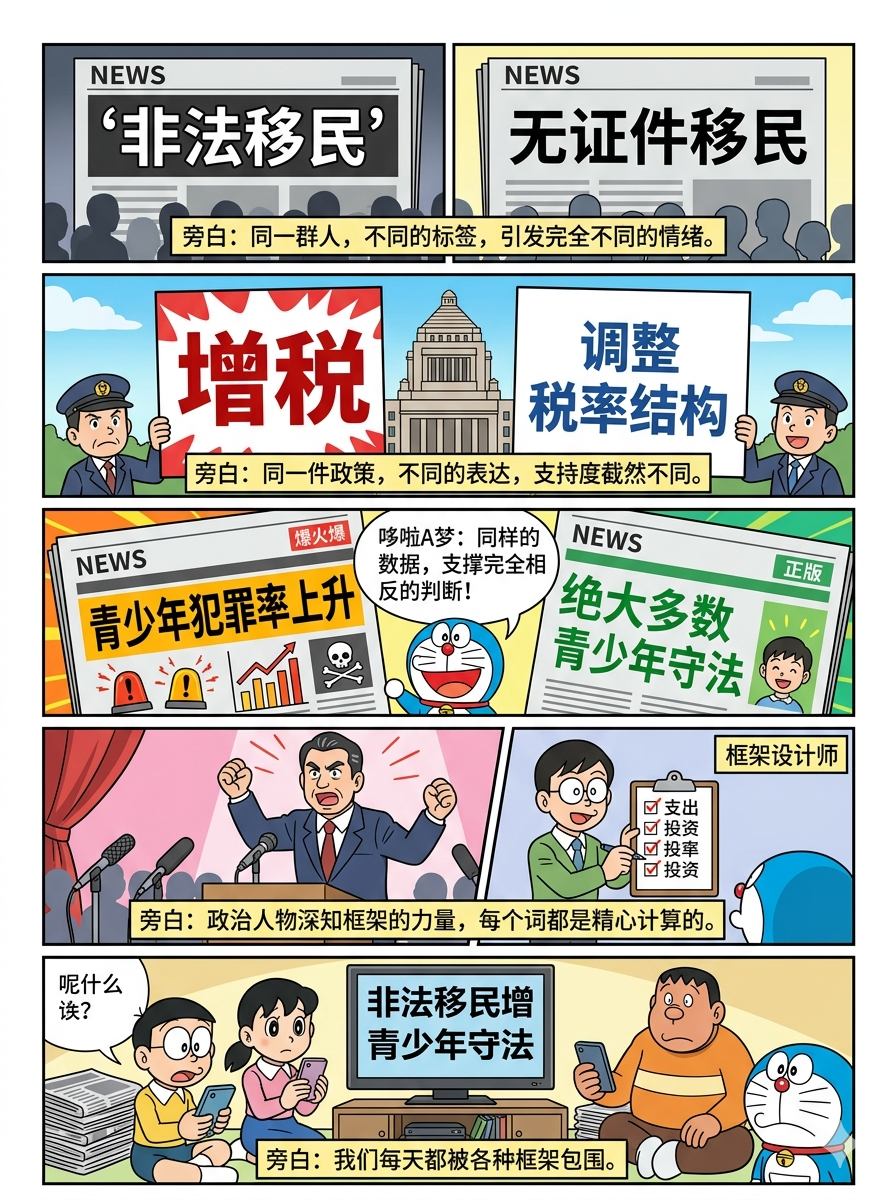 NEWS
‘非法移民’
NEWS
无证件移民
旁白：同一群人，不同的标签，引发完全不同的情绪。
增税
调整
税率结构
旁白：同一件政策，不同的表达，支持度截然不同。
NEWS
爆火爆
青少年犯罪率上升
哆啦A梦：同样的
数据，支撑完全相
反的判断！
NEWS
正版
绝大多数
青少年守法
框架设计师
支出
投资
投率
投资
旁白：政治人物深知框架的力量，每个词都是精心计算的。
呢什么
诶？
非法移民增
青少年守法
旁白：我们每天都被各种框架包围。